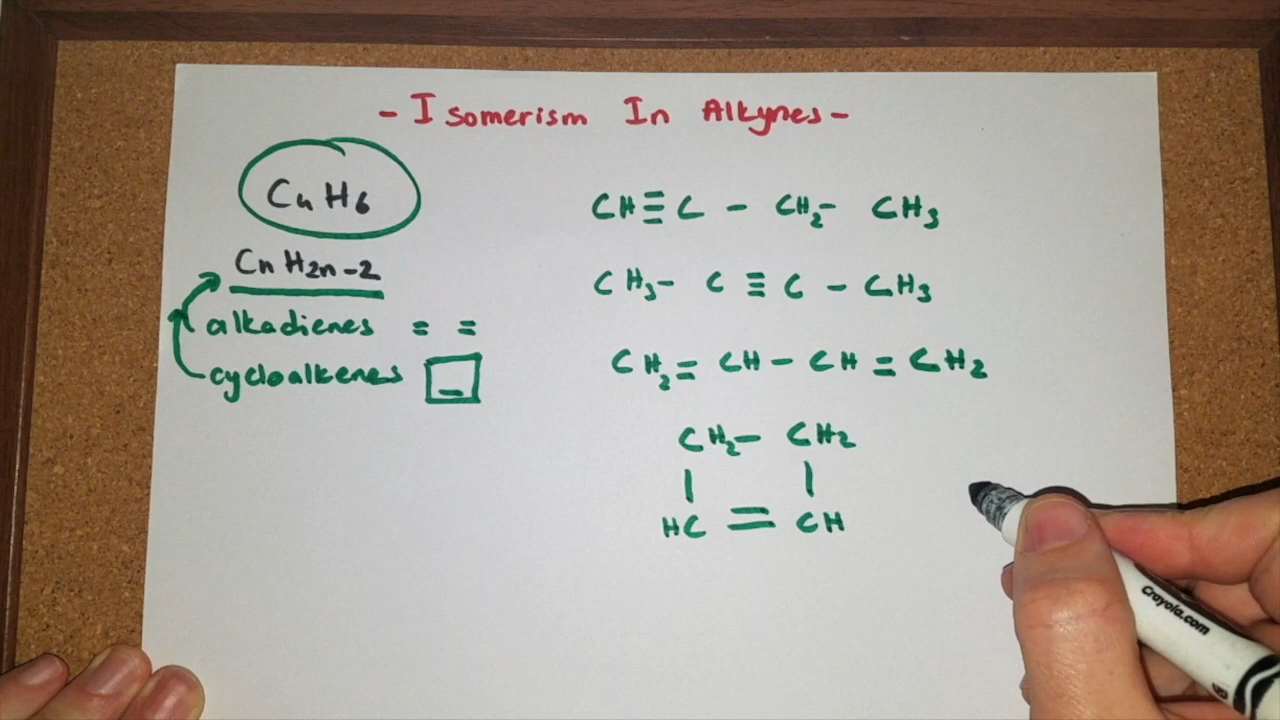 - Isomerism In Alkynes -
C4H6
CnH2n-2
alkadienes = =
cycloalkenes
CH≡C - CH2- CH3
CH3- C ≡ C - CH3
CH2= CH - CH = CH2
CH2- CH2
| |
HC = CH
Crayola.com